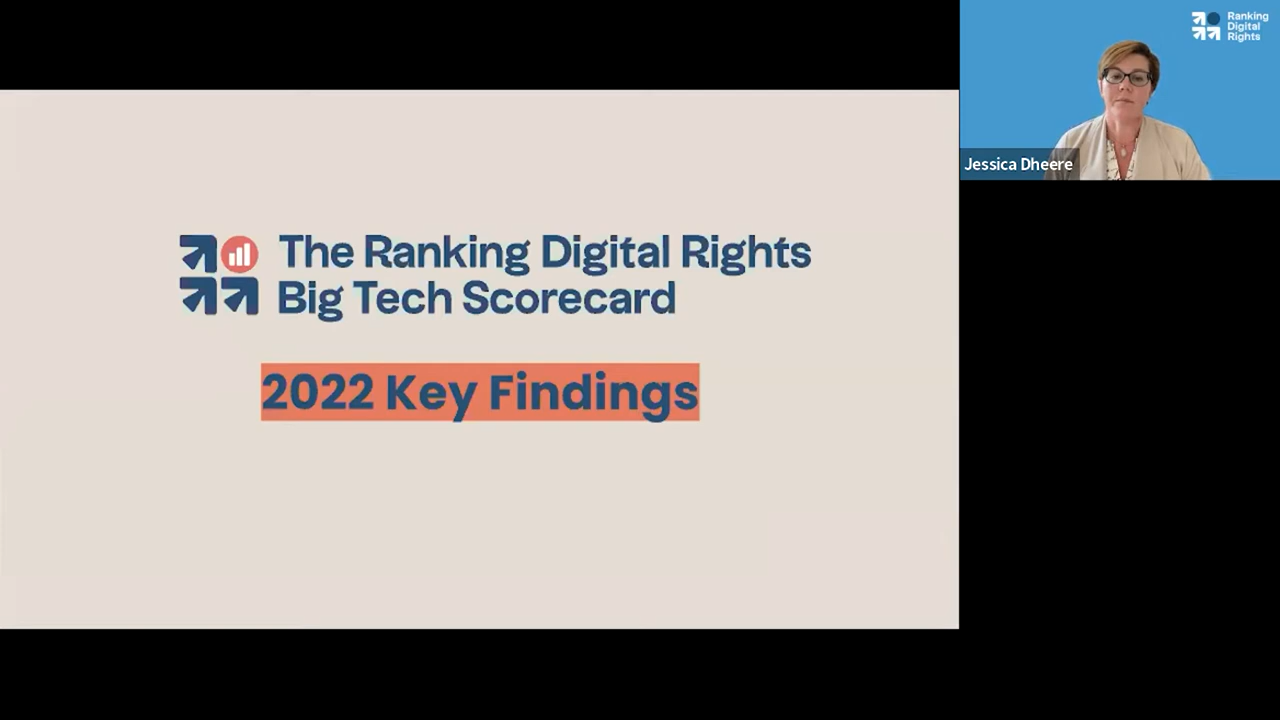 The Ranking Digital Rights
Big Tech Scorecard
2022 Key Findings
Ranking
Digital
Rights
Jessica Dheere